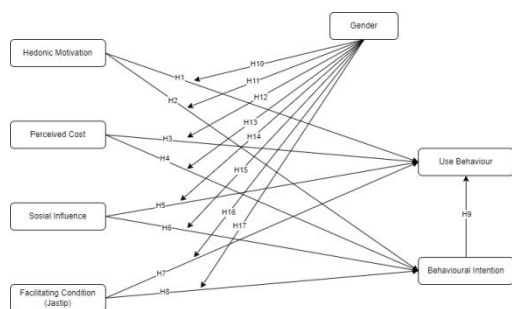 Gender
Hedonic Motivation
H10
H1
H11
H2
H12
H13
Perceived Cost
H3
H14
H4
Use Behaviour
H15
H5
Sosial Influence
H16
H9
H6
H17
H7
Behavioural Intention
H8
Facilitating Condition
(Jastip)